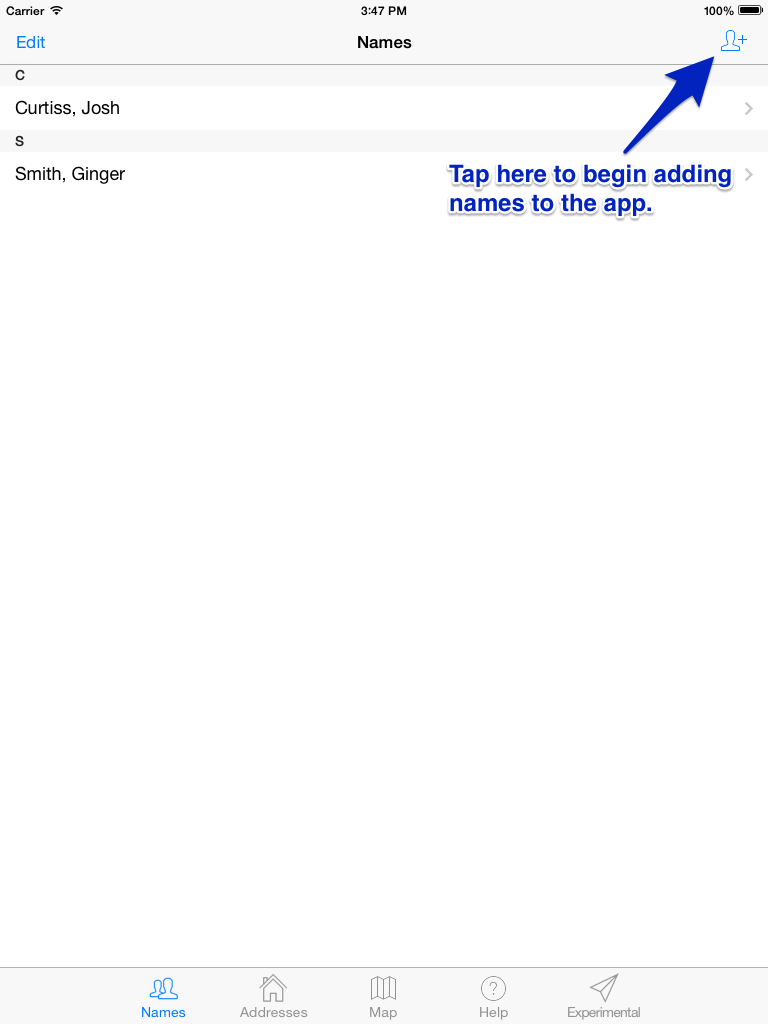 Carrier 3:47 PM 100%
Edit Names
C
Curtiss, Josh
S
Smith, Ginger
Tap here to begin adding
names to the app.
Names Addresses Map Help Experimental